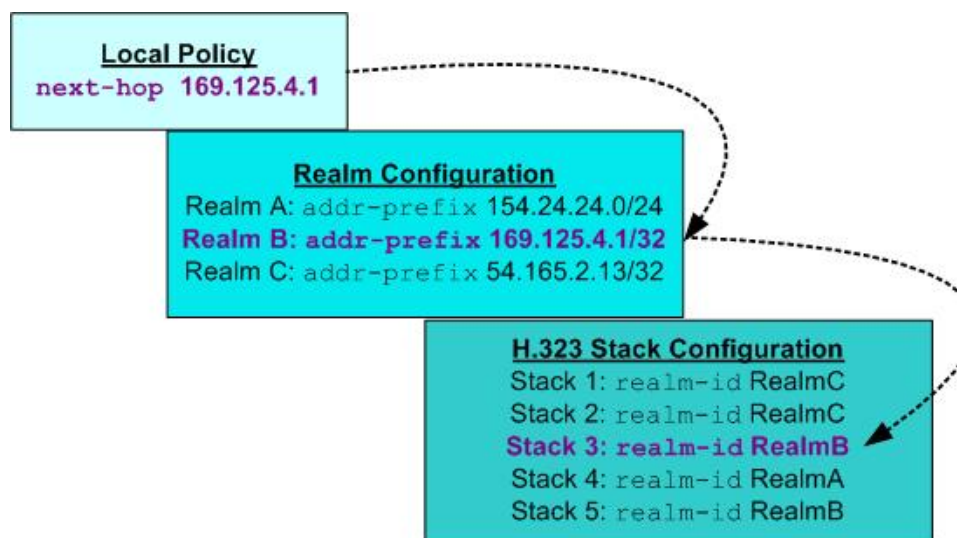 Local Policy
next-hop 169.125.4.1
Realm Configuration
Realm A: addr-prefix 154.24.24.0/24
Realm B: addr-prefix 169.125.4.1/32
Realm C: addr-prefix 54.165.2.13/32
H.323 Stack Configuration
Stack 1: realm-id RealmC
Stack 2: realm-id RealmC
Stack 3: realm-id RealmB
Stack 4: realm-id RealmA
Stack 5: realm-id RealmB